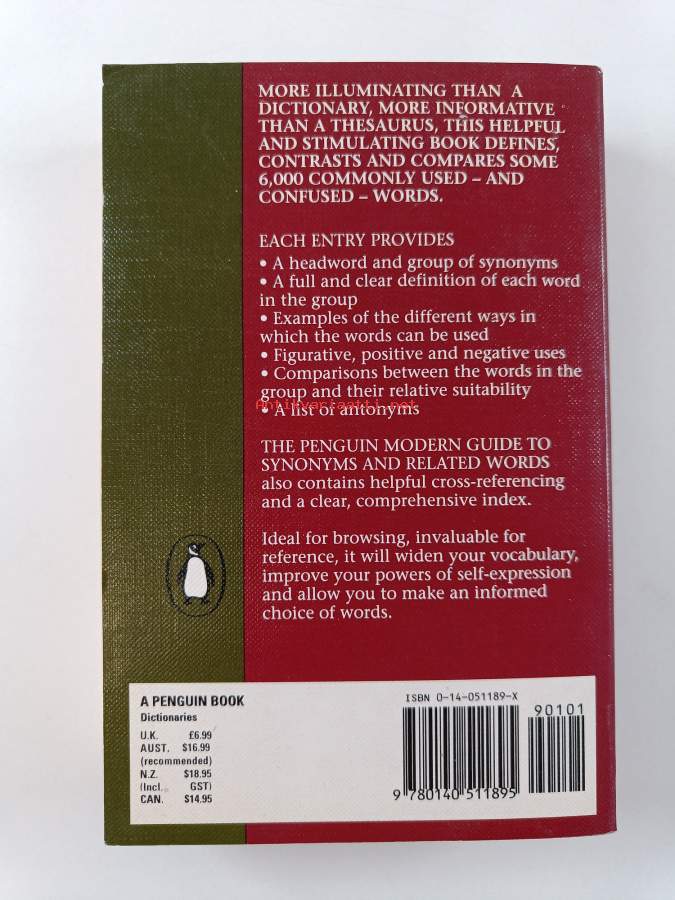 MORE ILLUMINATING THAN A
DICTIONARY, MORE INFORMATIVE
THAN A THESAURUS, THIS HELPFUL
AND STIMULATING BOOK DEFINES,
CONTRASTS AND COMPARES SOME
6,000 COMMONLY USED – AND
CONFUSED – WORDS.
EACH ENTRY PROVIDES
• A headword and group of synonyms
• A full and clear definition of each word
in the group
• Examples of the different ways in
which the words can be used
• Figurative, positive and negative uses
• Comparisons between the words in the
group and their relative suitability
Antikvariaatti.net
• A list of antonyms
THE PENGUIN MODERN GUIDE TO
SYNONYMS AND RELATED WORDS
also contains helpful cross-referencing
and a clear, comprehensive index.
Ideal for browsing, invaluable for
reference, it will widen your vocabulary,
improve your powers of self-expression
and allow you to make an informed
choice of words.
A PENGUIN BOOK
Dictionaries
U.K. £6.99
AUST. $16.99
(recommended)
N.Z. $18.95
(Incl. GST)
CAN. $14.95
ISBN 0-14-051189-X
90101
9 780140 511895